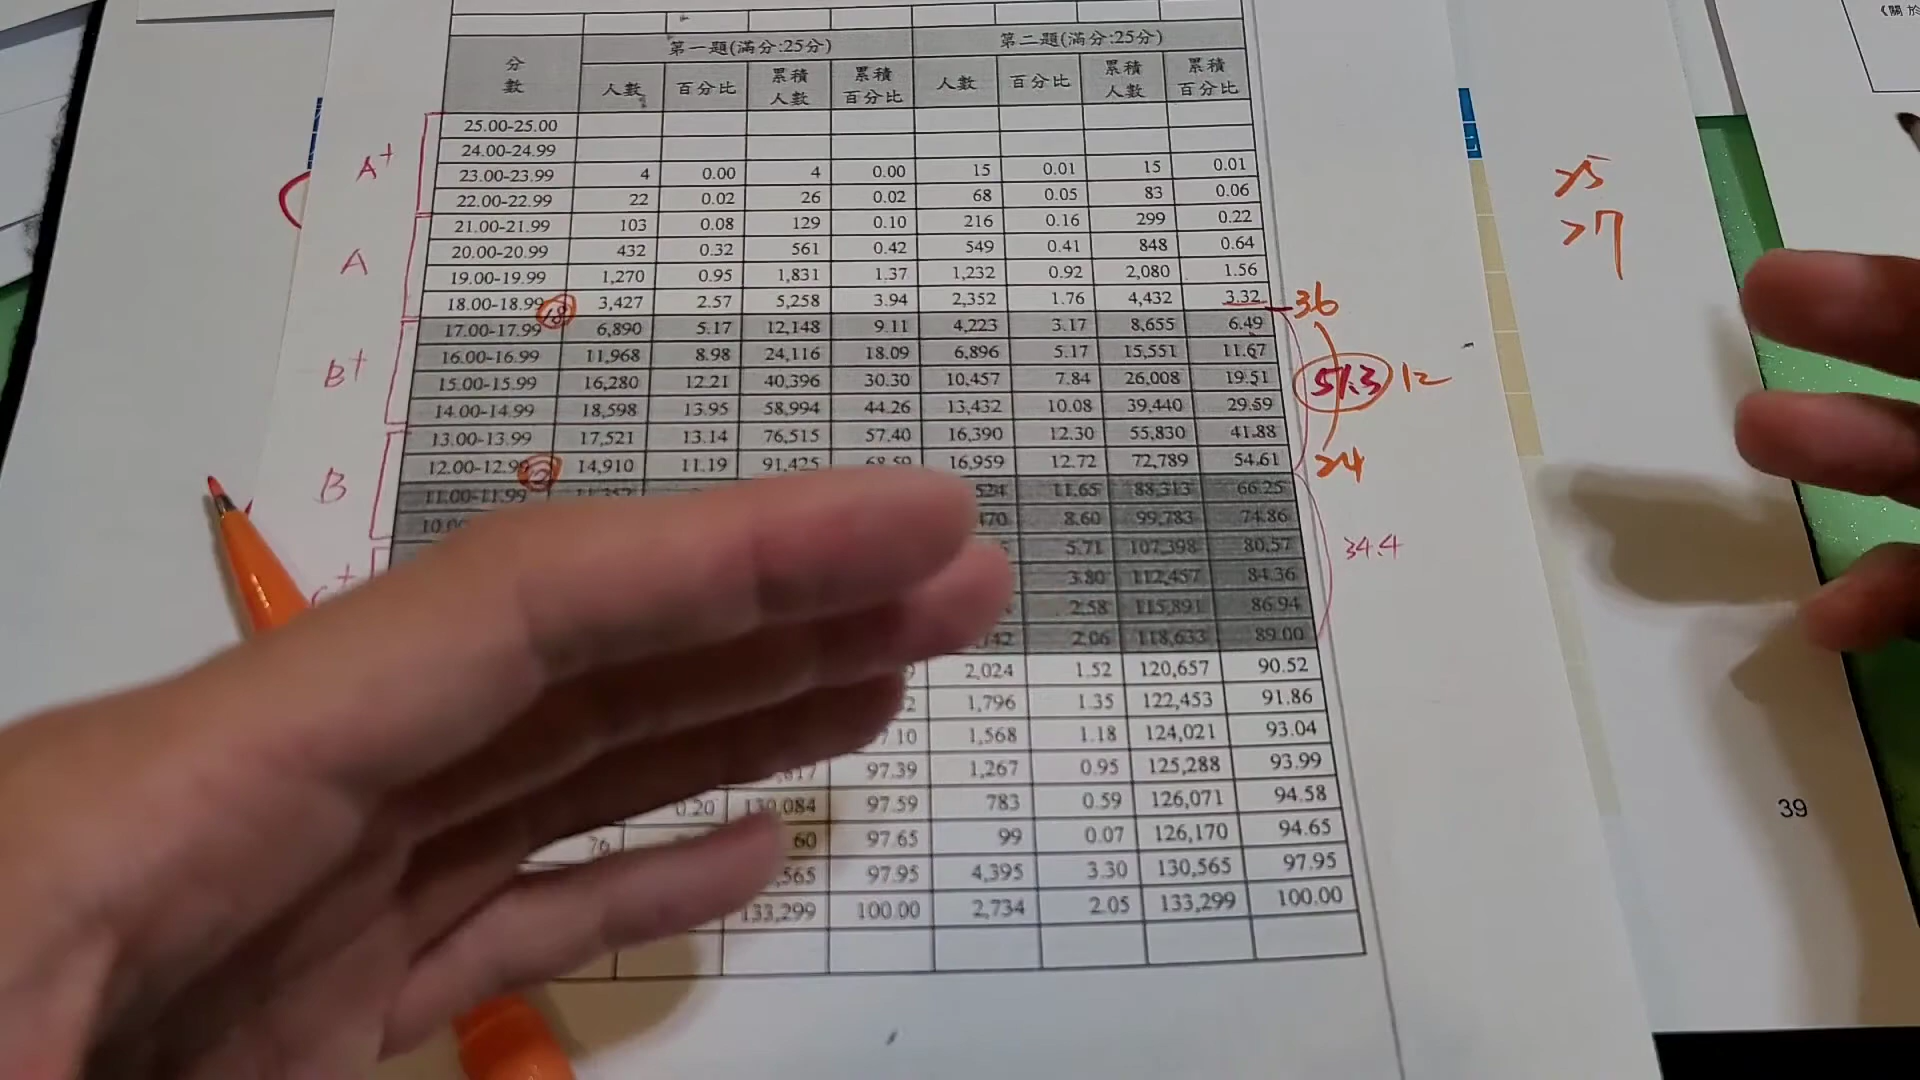 《關於
第一題(滿分:25分) 第二題(滿分:25分)
分數 人數 百分比 累積人數 累積百分比 人數 百分比 累積人數 累積百分比
25.00-25.00
24.00-24.99
23.00-23.99 4 0.00 4 0.00 15 0.01 15 0.01
A+
22.00-22.99 22 0.02 26 0.02 68 0.05 83 0.06
21.00-21.99 103 0.08 129 0.10 216 0.16 299 0.22
20.00-20.99 432 0.32 561 0.42 549 0.41 848 0.64
A
19.00-19.99 1,270 0.95 1,831 1.37 1,232 0.92 2,080 1.56
18.00-18.99 3,427 2.57 5,258 3.94 2,352 1.76 4,432 3.32
18
36
17.00-17.99 6,890 5.17 12,148 9.11 4,223 3.17 8,655 6.49
16.00-16.99 11,968 8.98 24,116 18.09 6,896 5.17 15,551 11.67
B+
15.00-15.99 16,280 12.21 40,396 30.30 10,457 7.84 26,008 19.51
51.3 12
14.00-14.99 18,598 13.95 58,994 44.26 13,432 10.08 39,440 29.59
13.00-13.99 17,521 13.14 76,515 57.40 16,390 12.30 55,830 41.88
12.00-12.99 14,910 11.19 91,425 68.59 16,959 12.72 72,789 54.61
24
B
11.00-11.99 524 11.65 88,313 66.25
10.00 470 8.60 99,783 74.86
5.71 107,398 80.57
34.4
C+
3.80 112,457 84.36
2.58 115,891 86.94
742 2.06 118,633 89.00
2,024 1.52 120,657 90.52
1,796 1.35 122,453 91.86
10 1,568 1.18 124,021 93.04
617 97.39 1,267 0.95 125,288 93.99
0.20 130,084 97.59 783 0.59 126,071 94.58
76 60 97.65 99 0.07 126,170 94.65
565 97.95 4,395 3.30 130,565 97.95
133,299 100.00 2,734 2.05 133,299 100.00
39